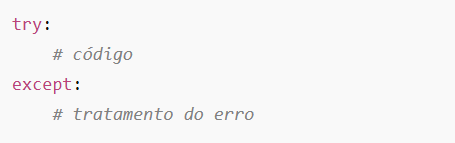 try:
    # código
except:
    # tratamento do erro